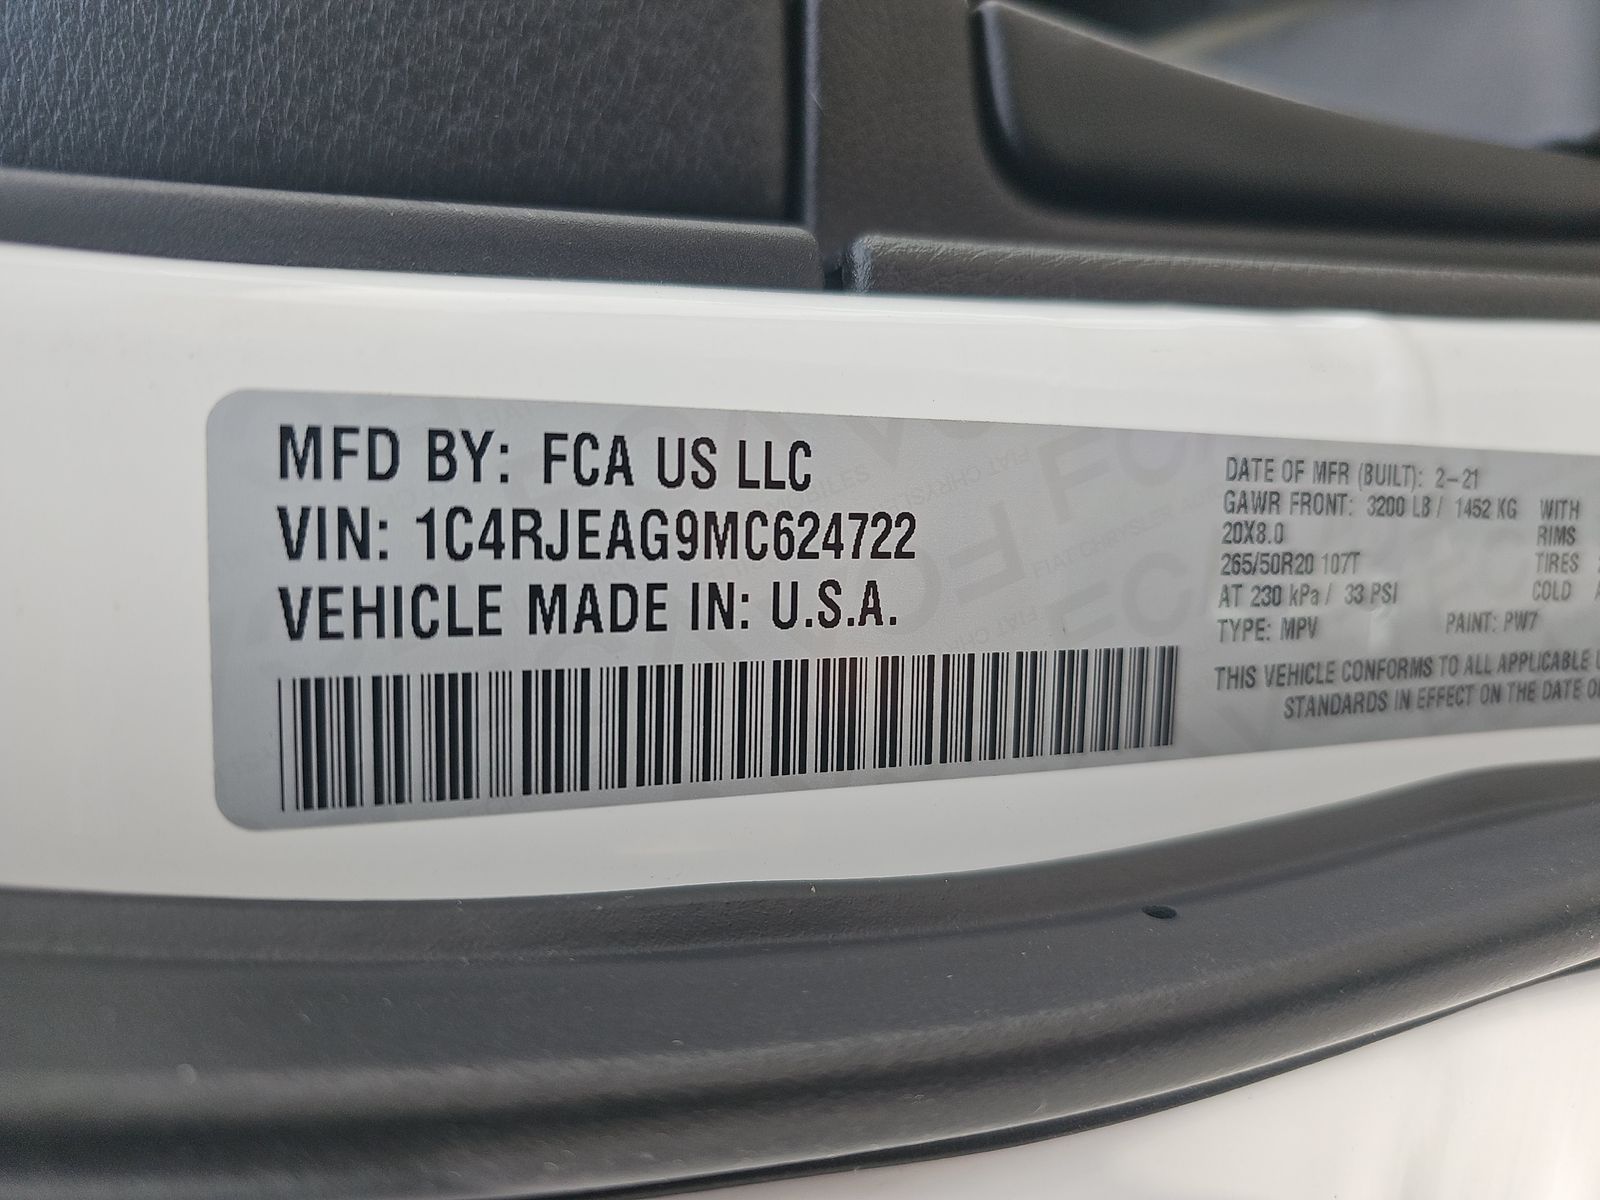 MFD BY: FCA US LLC
VIN: 1C4RJEAG9MC624722
VEHICLE MADE IN: U.S.A.
DATE OF MFR (BUILT): 2-21
GAWR FRONT: 3200 LB / 1452 KG WITH
20X8.0 RIMS
265/50R20 107T TIRES
AT 230 kPa / 33 PSI COLD
TYPE: MPV PAINT: PW7
THIS VEHICLE CONFORMS TO ALL APPLICABLE
STANDARDS IN EFFECT ON THE DATE